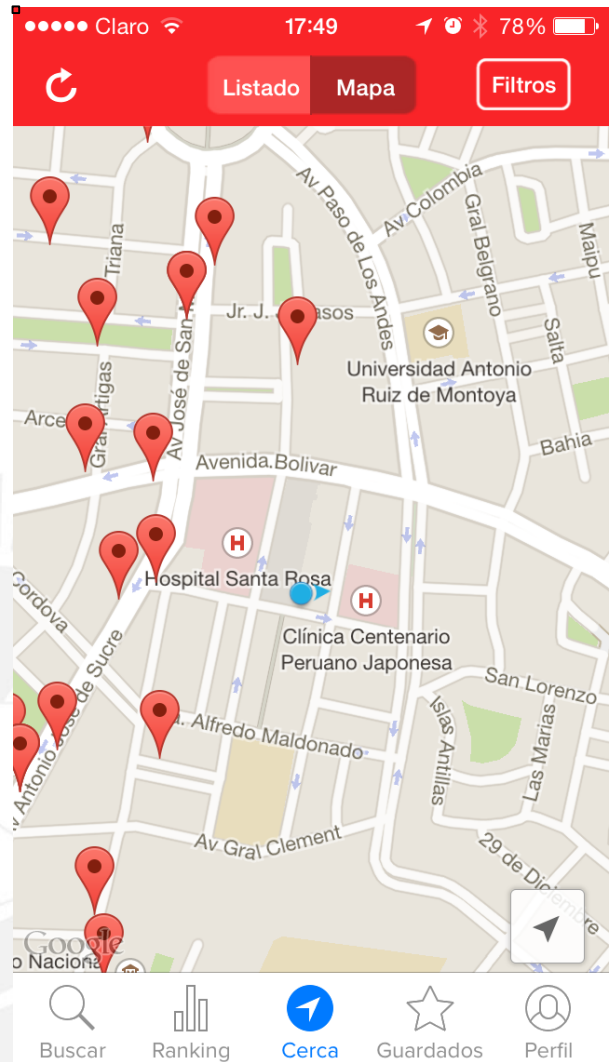 Claro 17:49 78%
Listado Mapa Filtros
Av Paso de Los Andes
Av Colombia
Gral Belgrano
Maipu
Triana
Jr. J.
Salta
Universidad Antonio
Ruiz de Montoya
Av José de San
Gral Artigas
Arce
Bahia
Avenida Bolivar
Hospital Santa Rosa
Cordova
Clínica Centenario
Peruano Japonesa
San Lorenzo
Av Antonio José de Sucre
Islas Antillas
Las Marias
Alfredo Maldonado
Av Gral Clement
29 de Diciembre
Google
o Naciona
H
H
Buscar Ranking Cerca Guardados Perfil